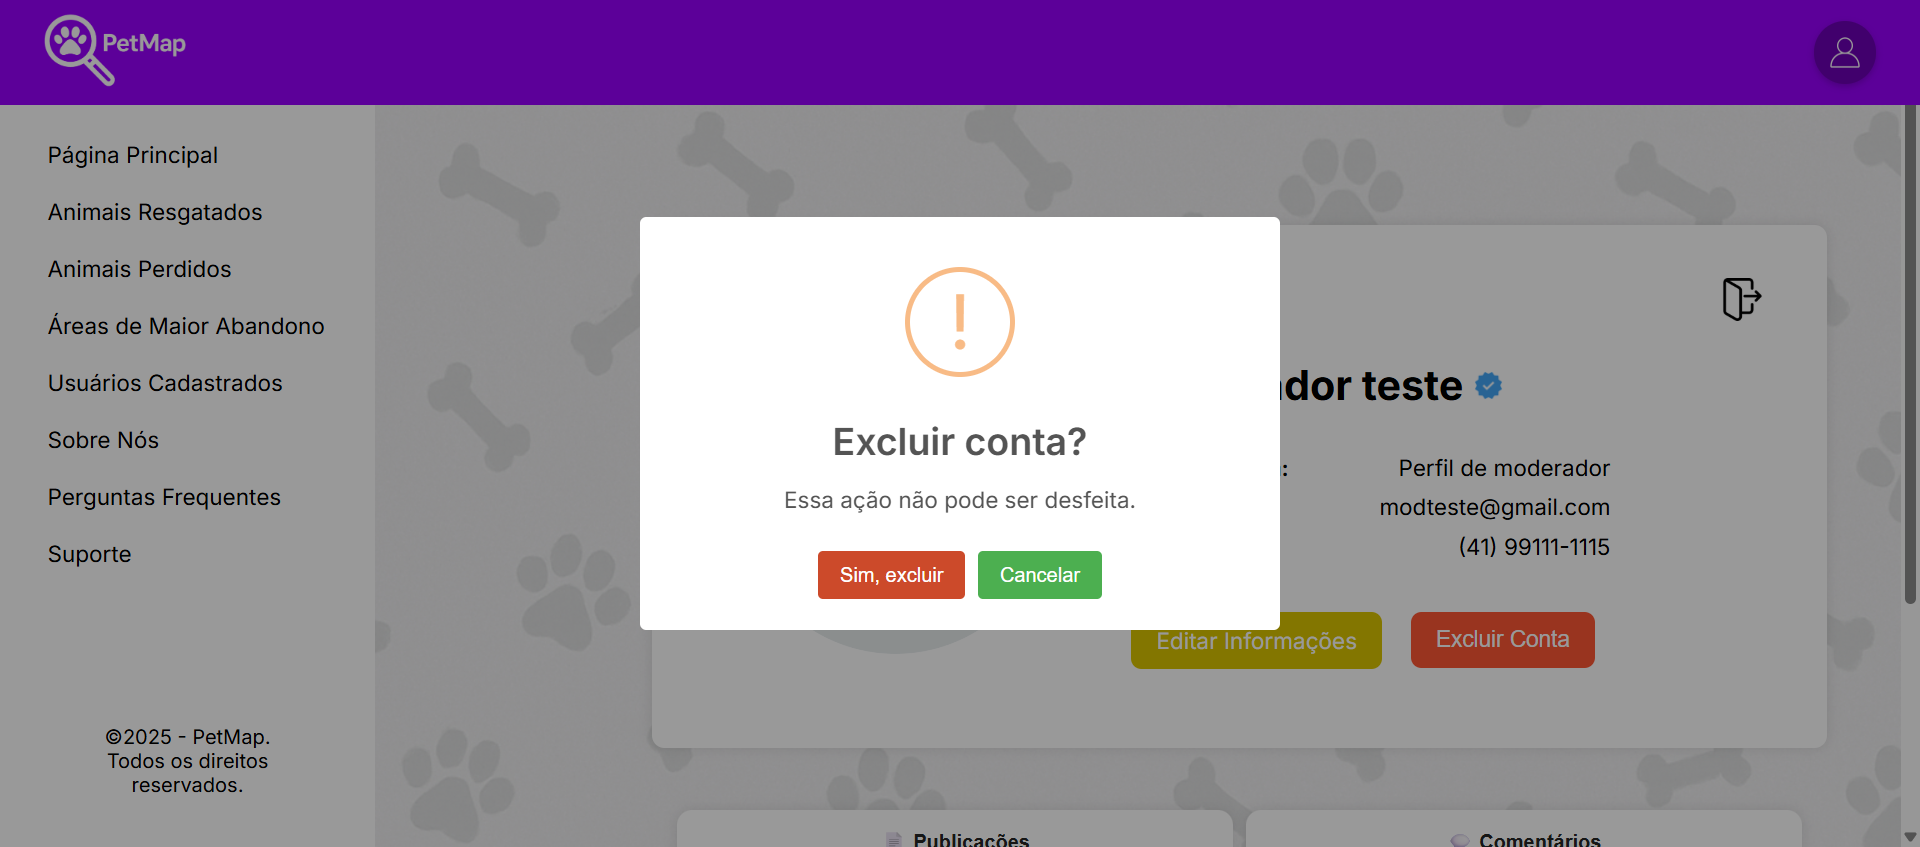 PetMap
Página Principal
Animais Resgatados
Animais Perdidos
Áreas de Maior Abandono
Usuários Cadastrados
Sobre Nós
Perguntas Frequentes
Suporte
©2025 - PetMap.
Todos os direitos
reservados.
Excluir conta?
Essa ação não pode ser desfeita.
Sim, excluir
Cancelar
teste
Perfil de moderador
modteste@gmail.com
(41) 99111-1115
Editar Informações
Excluir Conta
Publicações
Comentários